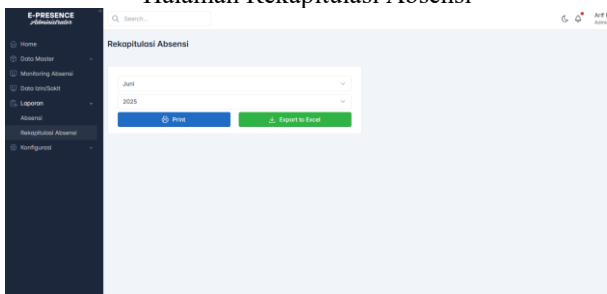 Halaman Rekapitulasi Absensi
E-PRESENCE
Administrator
Search...
Arif
Home
Data Master
Monitoring Absensi
Data Izin/Sakit
Laporan
Absensi
Rekapitulasi Absensi
Konfigurasi
Rekapitulasi Absensi
Juni
2025
Print
Export to Excel